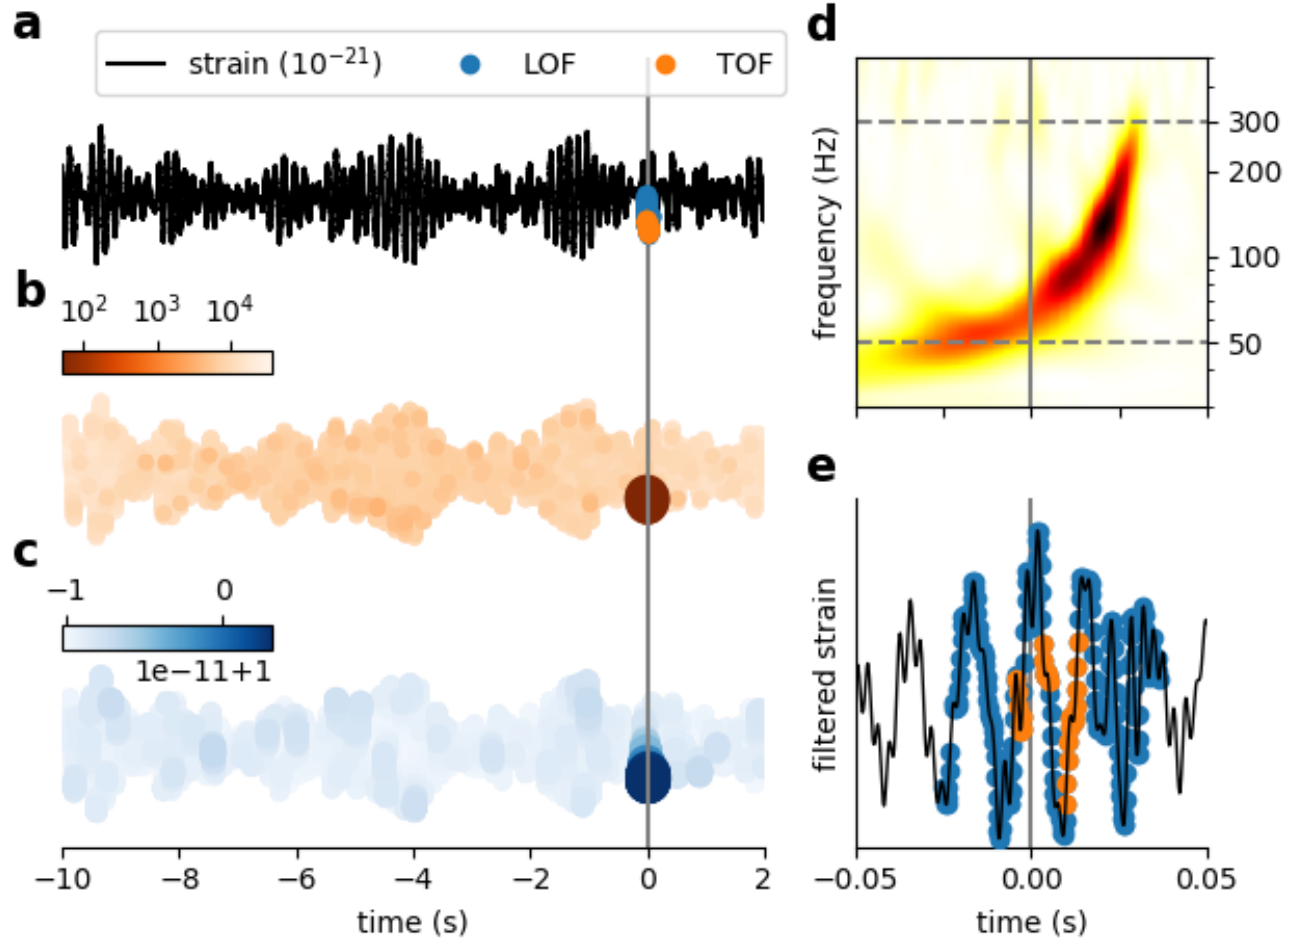 a
strain (10⁻²¹) LOF TOF
b
10² 10³ 10⁴
c
−1 0
1e−11+1
−10 −8 −6 −4 −2 0 2
time (s)
d
frequency (Hz)
300
200
100
50
e
filtered strain
−0.05 0.00 0.05
time (s)